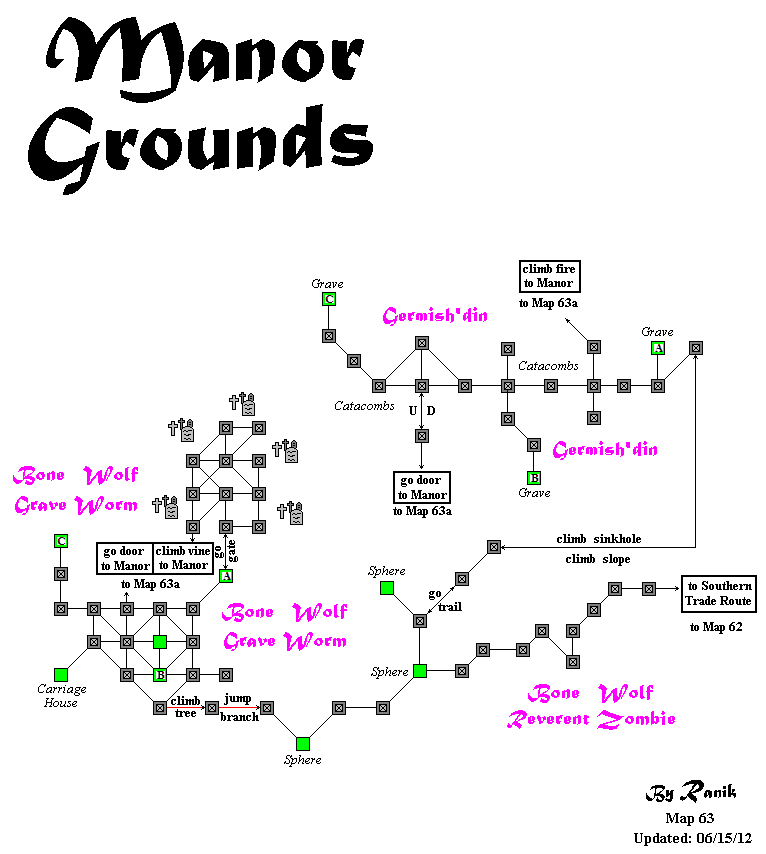 Manor
Grounds
climb fire
to Manor
to Map 63a
Grave
C
Germish'din
Grave
A
Catacombs
Catacombs
U D
Germish'din
B
Grave
go door
to Manor
to Map 63a
Bone Wolf
Grave Worm
C
go door
to Manor
climb vine
to Manor
to Map 63a
go
gate
A
climb sinkhole
climb slope
Sphere
go
trail
to Southern
Trade Route
to Map 62
Bone Wolf
Grave Worm
B
Carriage
House
Sphere
climb
tree
jump
branch
Sphere
Bone Wolf
Reverent Zombie
By Ranik
Map 63
Updated: 06/15/12